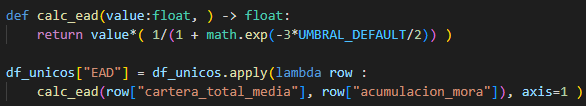 def calc_ead(value:float, ) -> float:
    return value*( 1/(1 + math.exp(-3*UMBRAL_DEFAULT/2)) )
df_unicos["EAD"] = df_unicos.apply(lambda row :
    calc_ead(row["cartera_total_media"], row["acumulacion_mora"]), axis=1 )